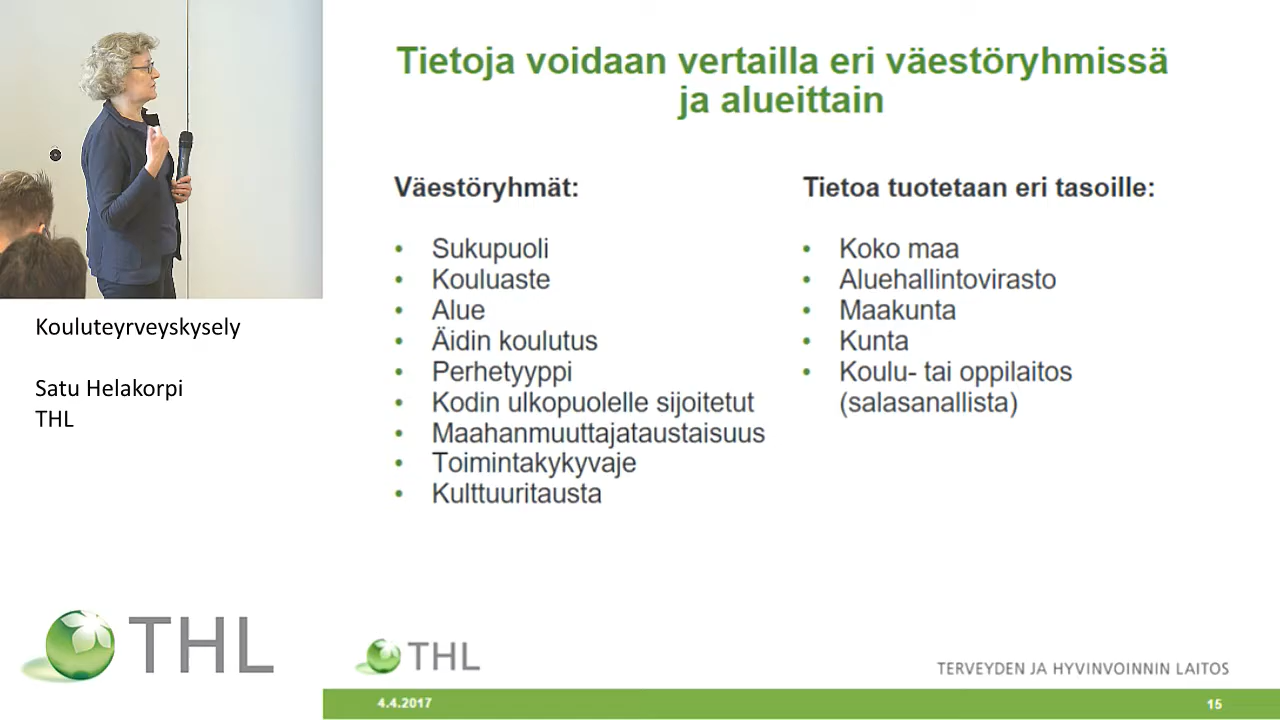 Tietoja voidaan vertailla eri väestöryhmissä
ja alueittain
Väestöryhmät:
• Sukupuoli
• Kouluaste
• Alue
• Äidin koulutus
• Perhetyyppi
• Kodin ulkopuolelle sijoitetut
• Maahanmuuttajataustaisuus
• Toimintakykyvaje
• Kulttuuritausta
Tietoa tuotetaan eri tasoille:
• Koko maa
• Aluehallintovirasto
• Maakunta
• Kunta
• Koulu- tai oppilaitos
(salasanallista)
Kouluteyrveyskysely
Satu Helakorpi
THL
THL
THL
TERVEYDEN JA HYVINVOINNIN LAITOS
4.4.2017
15